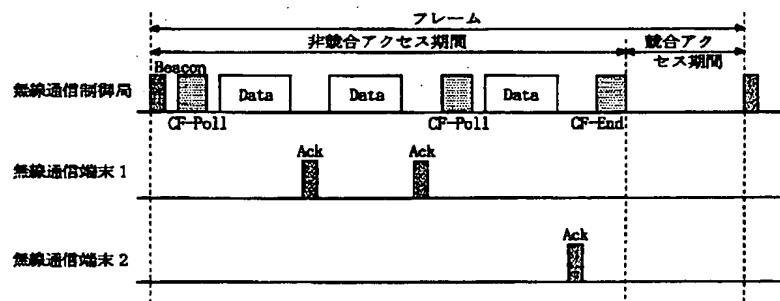 フレーム
非競合アクセス期間
競合アク
セス期間
Beacon
無線通信制御局
Data
Data
Data
CF-Poll
CF-Poll
CF-End
Ack
Ack
無線通信端末1
Ack
無線通信端末2